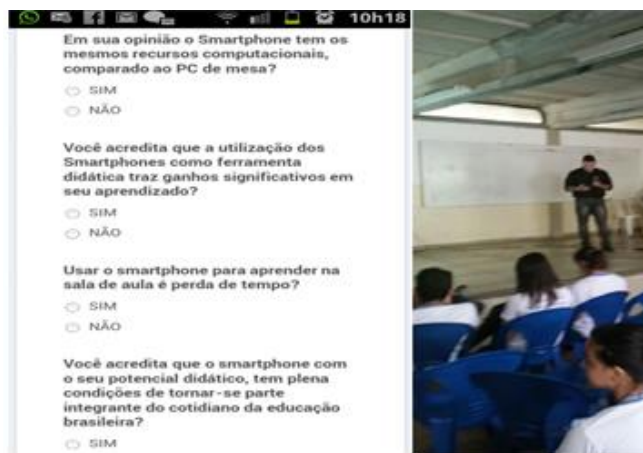 10h18
Em sua opinião o Smartphone tem os
mesmos recursos computacionais,
comparado ao PC de mesa?
SIM
NÃO
Você acredita que a utilização dos
Smartphones como ferramenta
didática traz ganhos significativos em
seu aprendizado?
SIM
NÃO
Usar o smartphone para aprender na
sala de aula é perda de tempo?
SIM
NÃO
Você acredita que o smartphone com
o seu potencial didático, tem plena
condições de tornar-se parte
integrante do cotidiano da educação
brasileira?
SIM